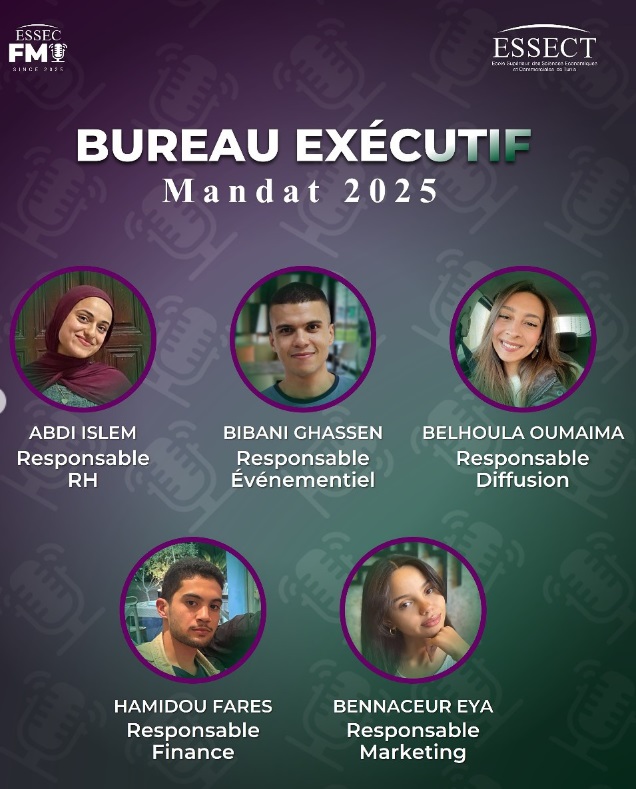 ESSEC
FM
SINCE 2025
ESSECT
Ecole Supérieur des Sciences Economiques
et Commerciales de Tunis
BUREAU EXÉCUTIF
Mandat 2025
ABDI ISLEM
Responsable
RH
BIBANI GHASSEN
Responsable
Événementiel
BELHOULA OUMAIMA
Responsable
Diffusion
HAMIDOU FARES
Responsable
Finance
BENNACEUR EYA
Responsable
Marketing